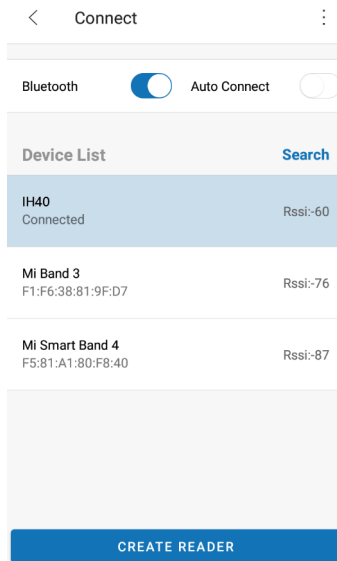 Connect
Bluetooth Auto Connect
Device List Search
IH40
Connected Rssi:-60
Mi Band 3
F1:F6:38:81:9F:D7 Rssi:-76
Mi Smart Band 4
F5:81:A1:80:F8:40 Rssi:-87
CREATE READER